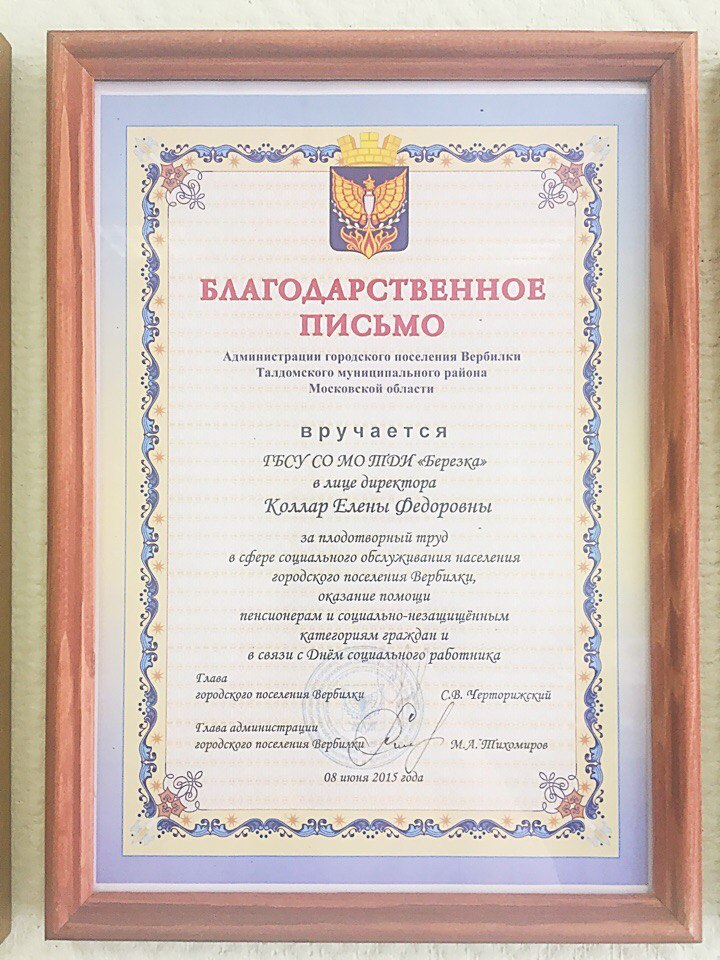 БЛАГОДАРСТВЕННОЕ
ПИСЬМО
Администрации городского поселения Вербилки
Талдомского муниципального района
Московской области
вручается
ГБСУ СО МО ТДИ «Березка»
в лице директора
Коллар Елены Федоровны
за плодотворный труд
в сфере социального обслуживания населения
городского поселения Вербилки,
оказание помощи
пенсионерам и социально-незащищённым
категориям граждан и
в связи с Днём социального работника
Глава
городского поселения Вербилки С.В. Черторижский
Глава администрации
городского поселения Вербилки М.А. Тихомиров
08 июня 2015 года